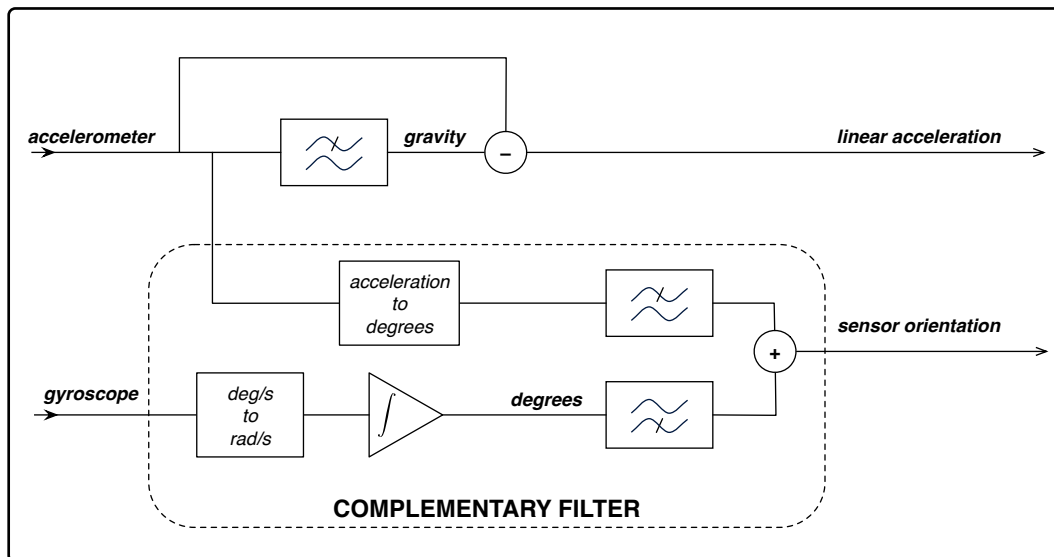 accelerometer
gravity
−
linear acceleration
acceleration
to
degrees
sensor orientation
+
gyroscope
deg/s
to
rad/s
∫
degrees
COMPLEMENTARY FILTER